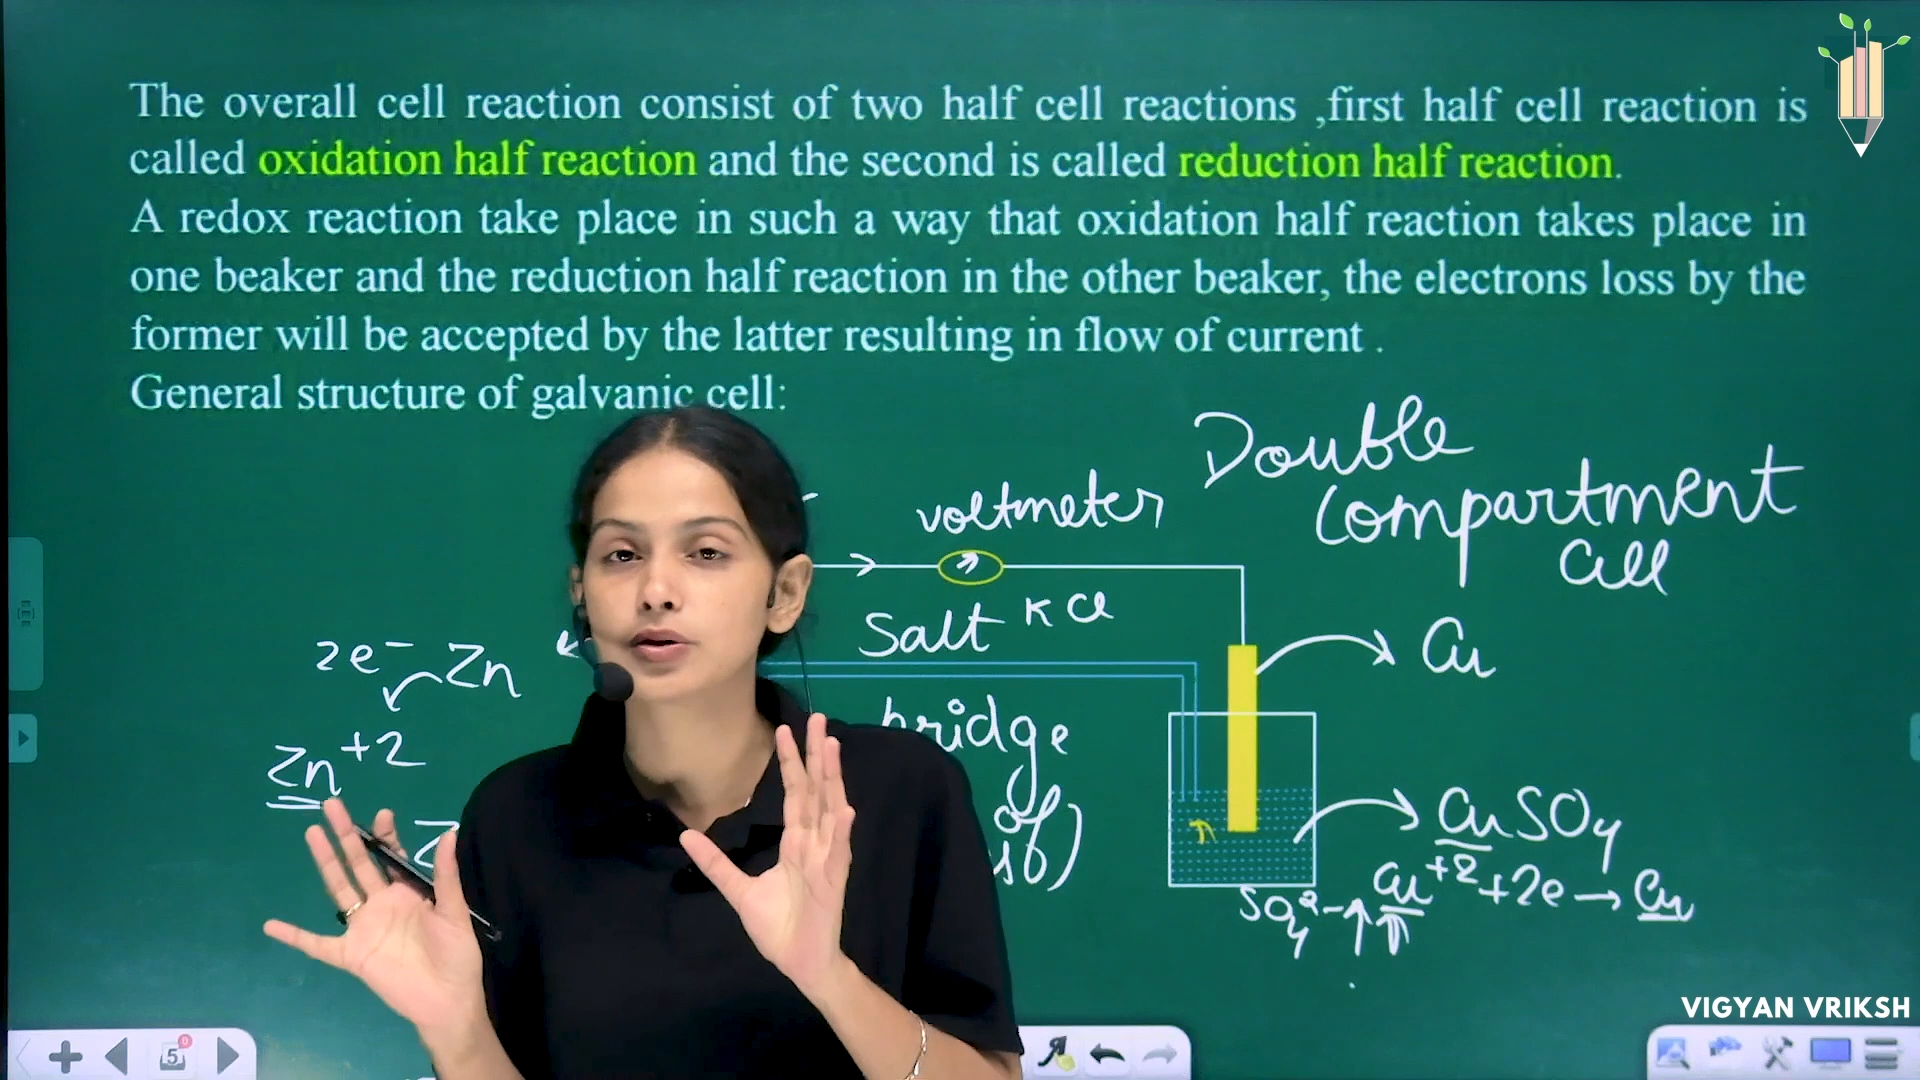 The overall cell reaction consist of two half cell reactions ,first half cell reaction is
called oxidation half reaction and the second is called reduction half reaction.
A redox reaction take place in such a way that oxidation half reaction takes place in
one beaker and the reduction half reaction in the other beaker, the electrons loss by the
former will be accepted by the latter resulting in flow of current .
General structure of galvanic cell:
Double
Compartment
Cell
voltmeter
Salt KCl
bridge
of)
Cu
2e⁻ Zn
Zn⁺²
CuSO₄
Cu⁺² + 2e → Cu
SO₄²⁻
VIGYAN VRIKSH
5
0